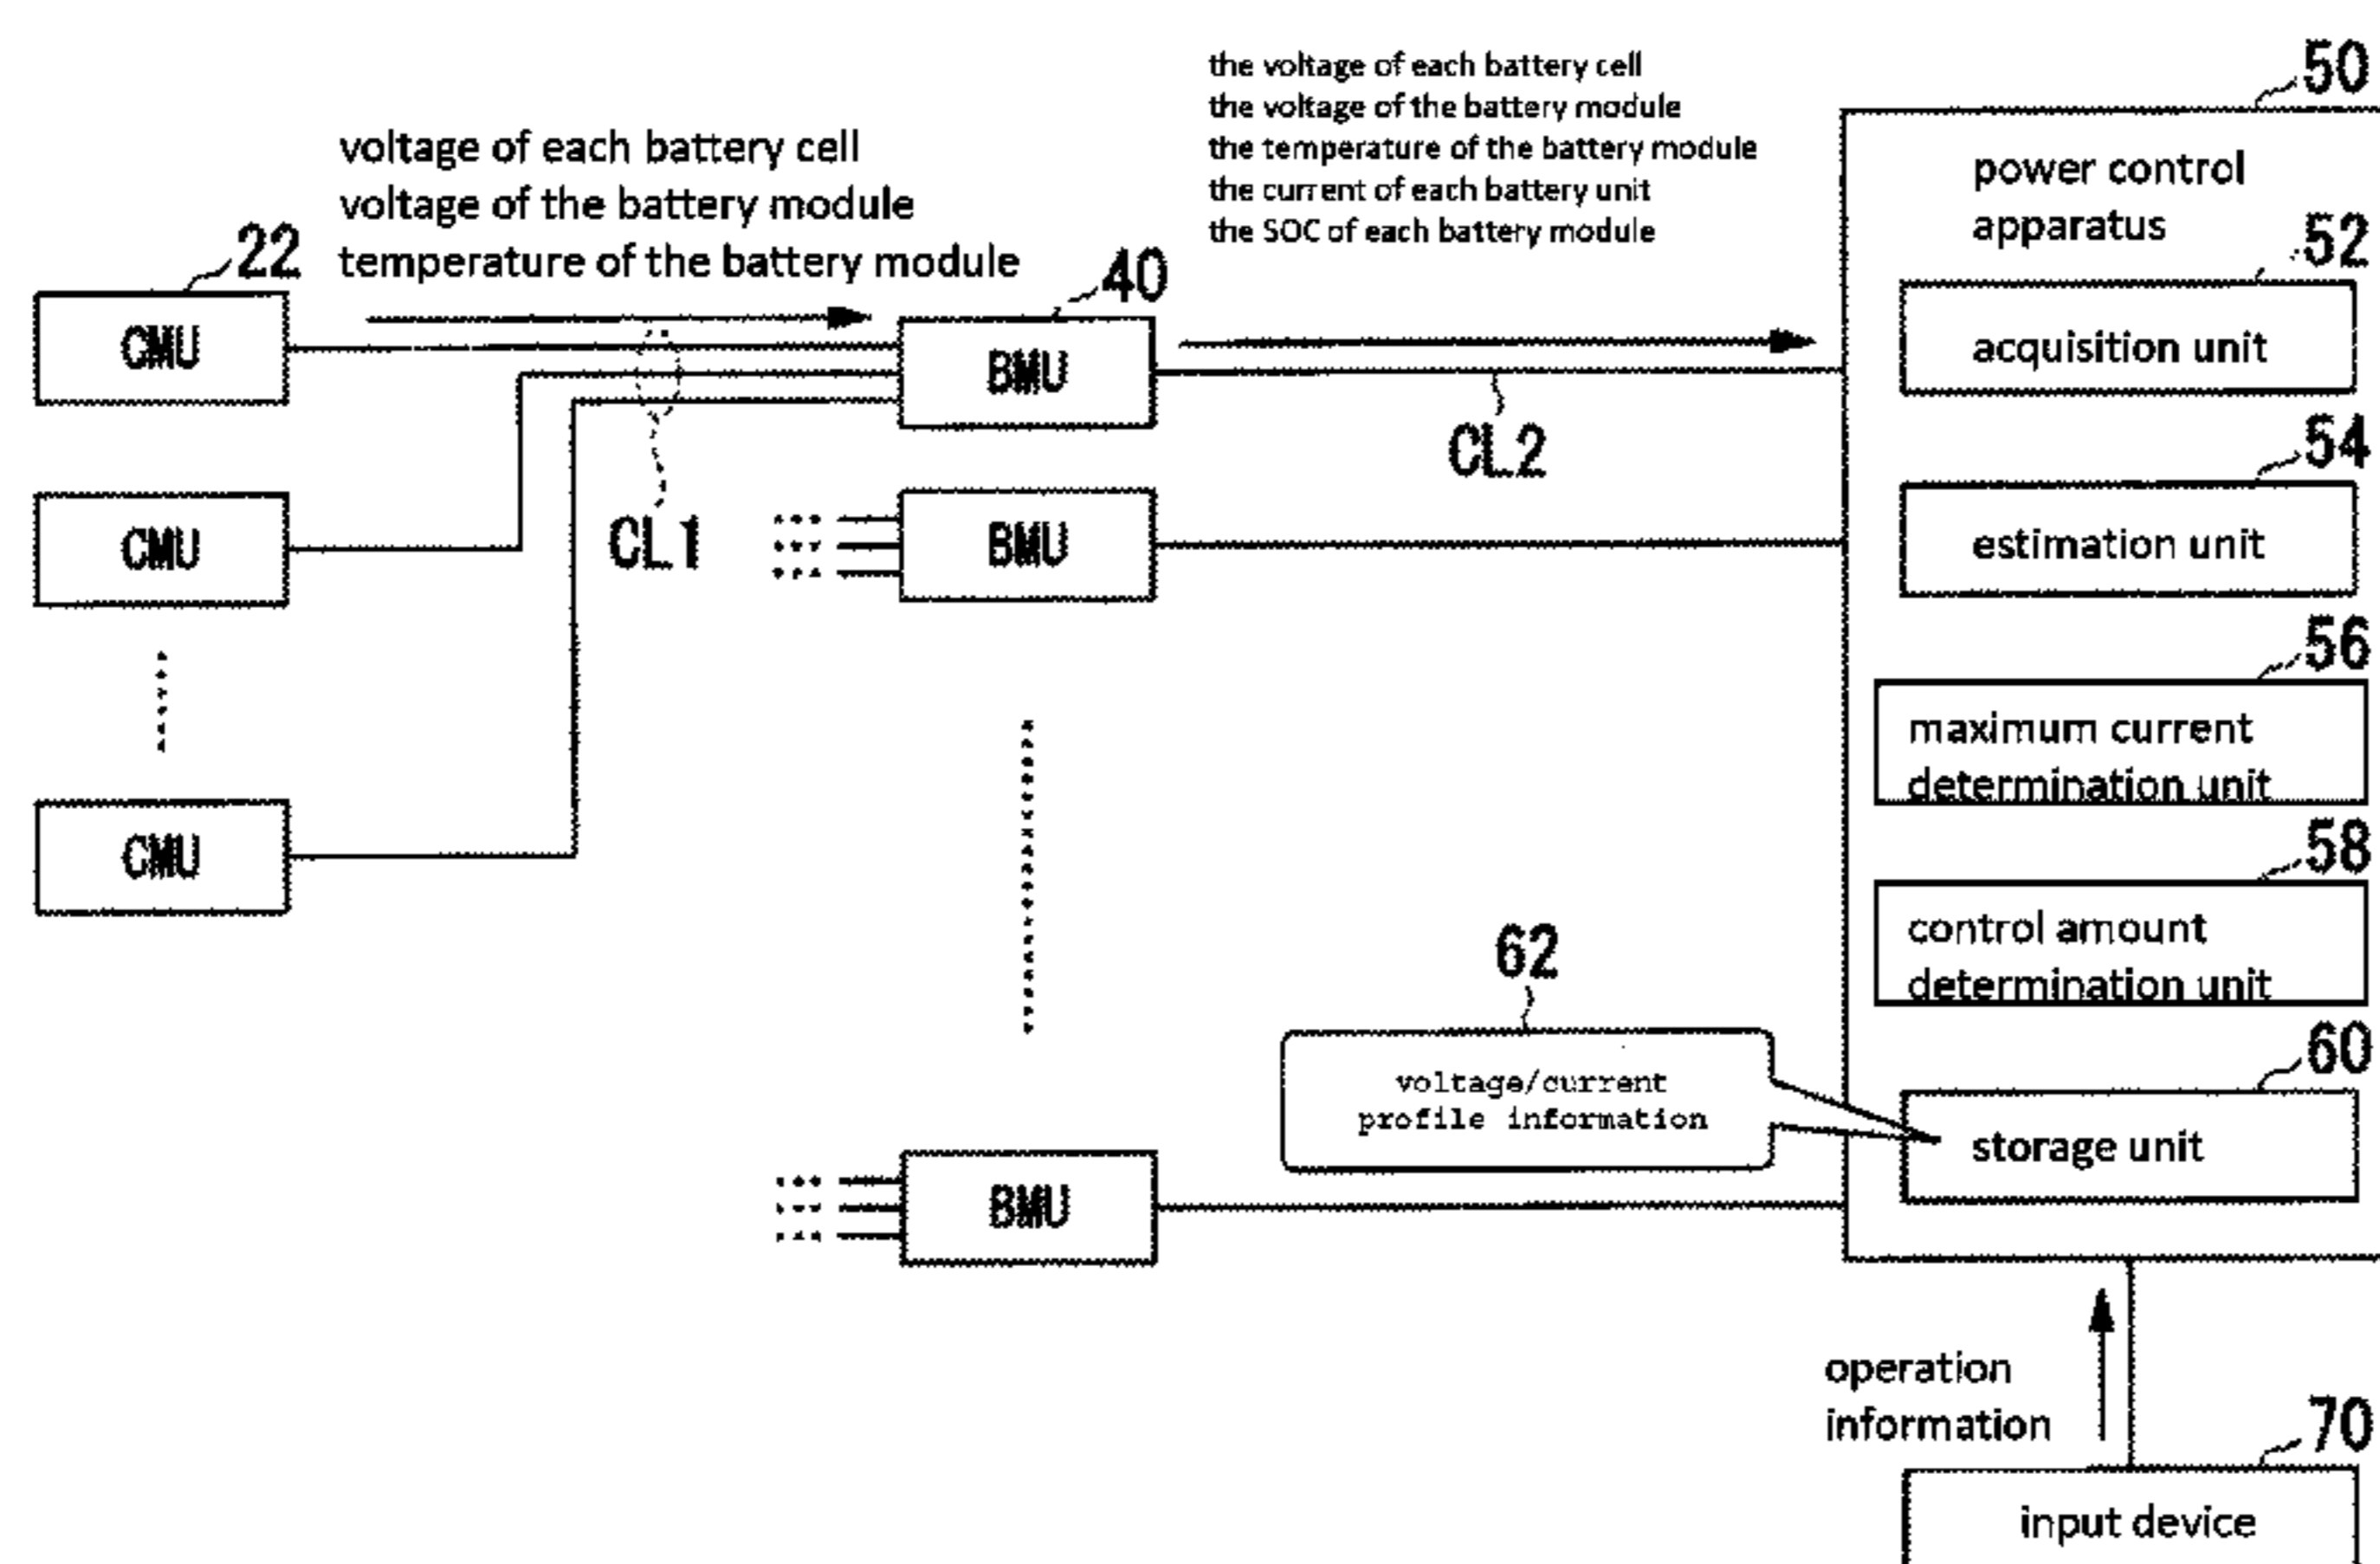 the voltage of each battery cell
the voltage of the battery module
the temperature of the battery module
the current of each battery unit
the SOC of each battery module
50
voltage of each battery cell
voltage of the battery module
temperature of the battery module
22
40
power control
apparatus
52
CMU
BMU
acquisition unit
CL1
CL2
54
CMU
BMU
estimation unit
56
maximum current
determination unit
CMU
58
control amount
determination unit
62
voltage/current
profile information
60
storage unit
BMU
operation
information
70
input device